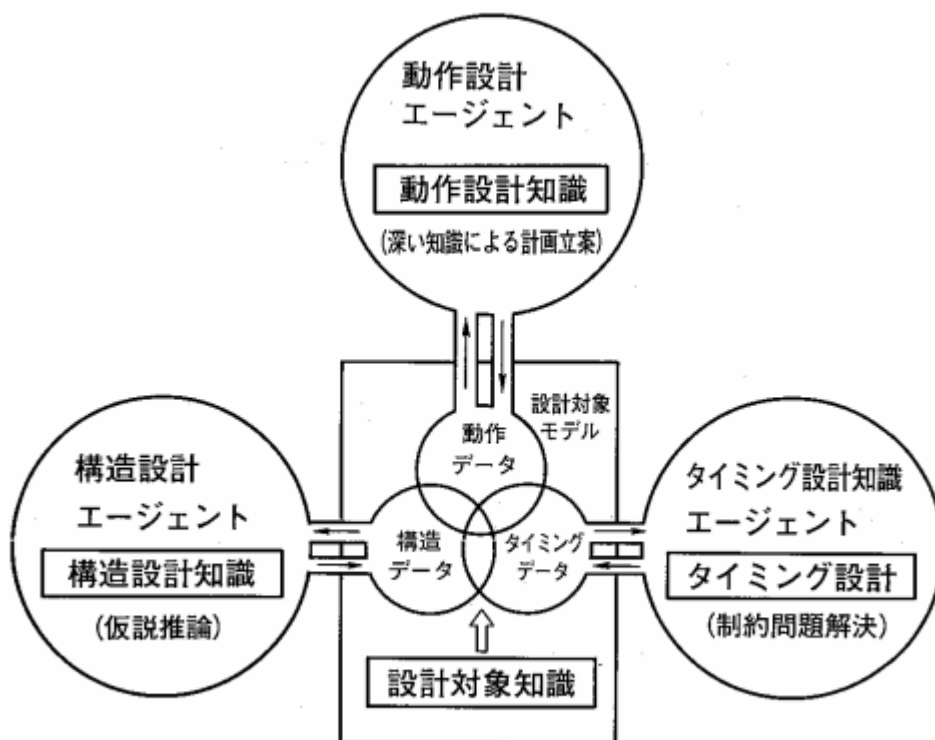 動作設計
エージェント
動作設計知識
(深い知識による計画立案)
設計対象
モデル
動作
データ
構造設計
エージェント
構造設計知識
(仮説推論)
構造
データ
タイミング
データ
タイミング設計知識
エージェント
タイミング設計
(制約問題解決)
設計対象知識